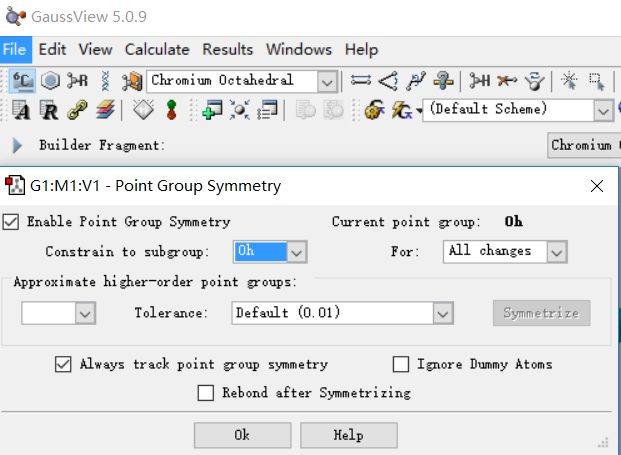 GaussView 5.0.9
File Edit View Calculate Results Windows Help
6C R Chromium Octahedral H
A R (Default Scheme)
Builder Fragment: Chromium
G1:M1:V1 - Point Group Symmetry
Enable Point Group Symmetry Current point group: Oh
Constrain to subgroup: Oh For: All changes
Approximate higher-order point groups:
Tolerance: Default (0.01) Symmetrize
Always track point group symmetry Ignore Dummy Atoms
Rebond after Symmetrizing
Ok Help